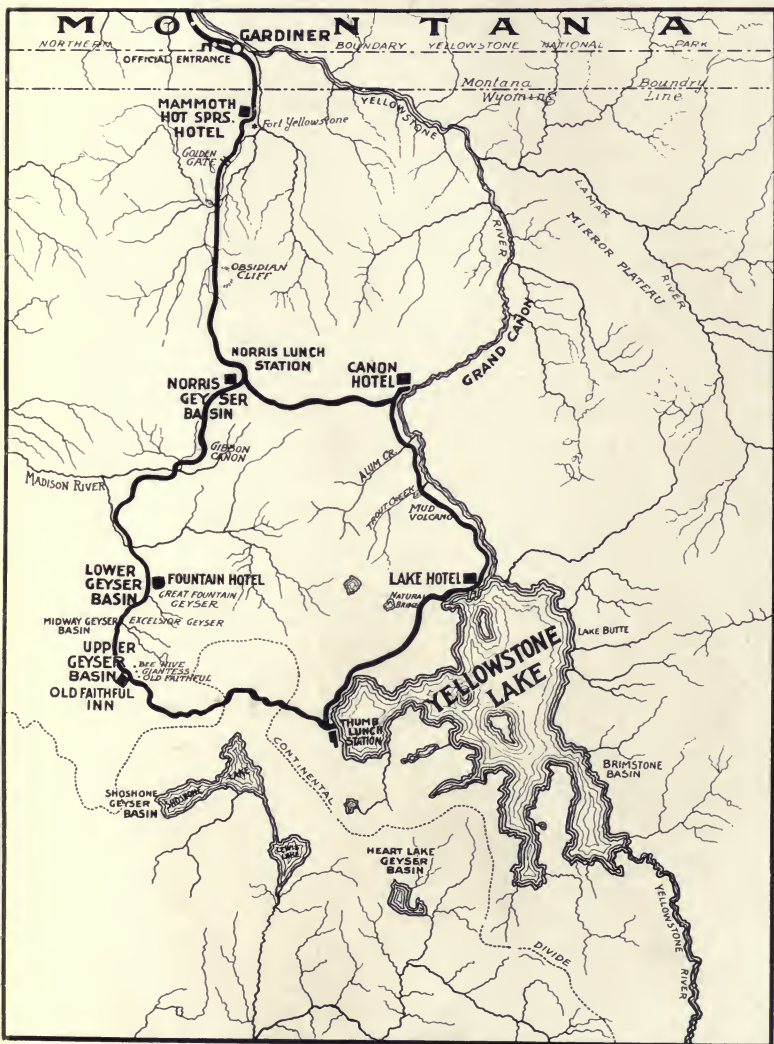 MONTANA
GARDINER
NORTHERN BOUNDARY YELLOWSTONE NATIONAL PARK
OFFICIAL ENTRANCE
Montana Boundry
Wyoming Line
YELLOWSTONE
RIVER
MAMMOTH
HOT SPRS.
HOTEL
Fort Yellowstone
GOLDEN
GATE
LAMAR
RIVER
MIRROR PLATEAU
OBSIDIAN
CLIFF
GRAND CANON
NORRIS LUNCH
STATION
CANON
HOTEL
NORRIS
GEYSER
BASIN
GIBBON
CANON
MADISON RIVER
ALUM CR.
TROUT CREEK
MUD
VOLCANO
LOWER
GEYSER
BASIN
FOUNTAIN HOTEL
GREAT FOUNTAIN
GEYSER
LAKE HOTEL
NATURAL
BRIDGE
MIDWAY GEYSER
BASIN
EXCELSIOR GEYSER
LAKE BUTTE
UPPER
GEYSER
BASIN
BEE HIVE
GIANTESS
OLD FAITHFUL
OLD FAITHFUL
INN
YELLOWSTONE
LAKE
THUMB
LUNCH
STATION
CONTINENTAL
DIVIDE
BRIMSTONE
BASIN
SHOSHONE
GEYSER
BASIN
SHOSHONE
LAKE
LEWIS
LAKE
HEART LAKE
GEYSER
BASIN
YELLOWSTONE
RIVER